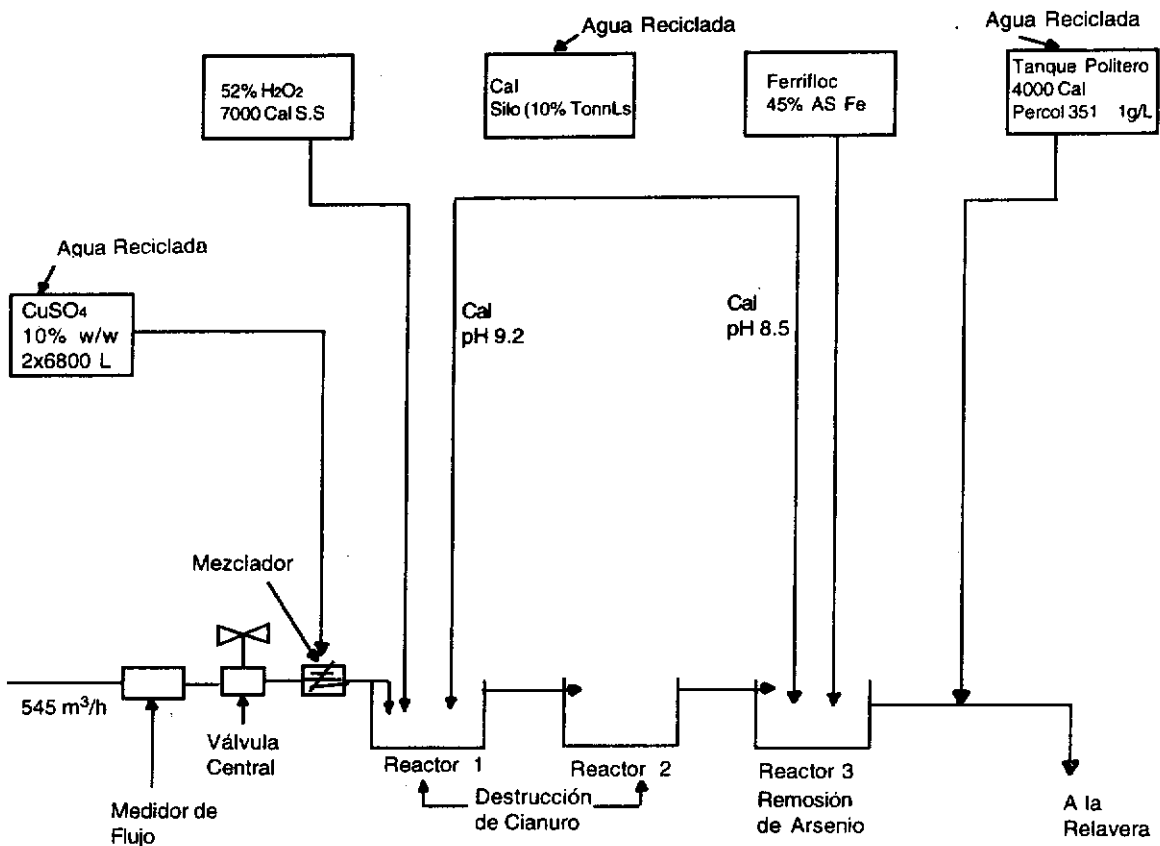 Agua Reciclada
Agua Reciclada
52% H₂O₂
7000 Cal S.S
Cal
Silo (10% TonnLs
Ferrifloc
45% AS Fe
Tanque Politero
4000 Cal
Percol 351 1g/L
Agua Reciclada
CuSO₄
10% w/w
2x6800 L
Cal
pH 9.2
Cal
pH 8.5
Mezclador
545 m³/h
Válvula
Central
Medidor de
Flujo
Reactor 1
Reactor 2
Reactor 3
Destrucción
de Cianuro
Remosión
de Arsenio
A la
Relavera